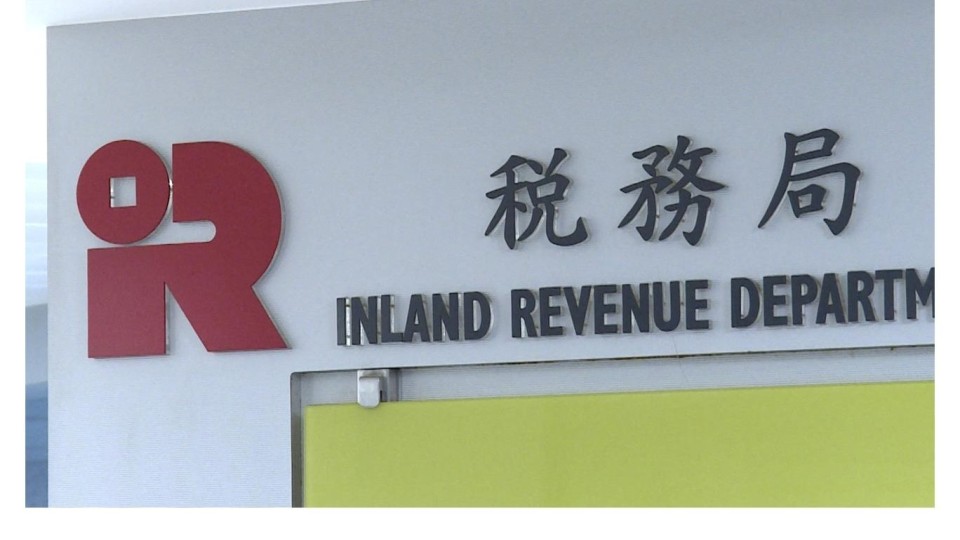 税務局
INLAND REVENUE DEPARTM